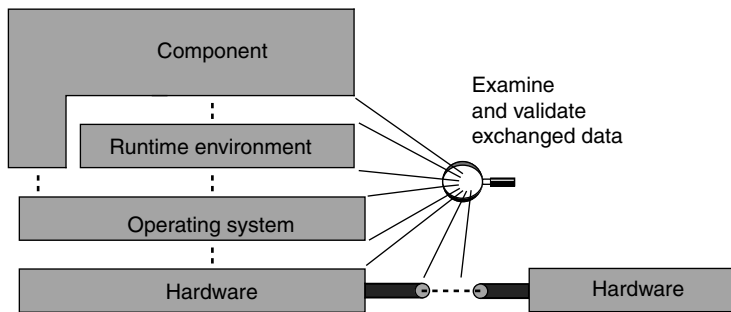 Component
Examine
and validate
exchanged data
Runtime environment
Operating system
Hardware
Hardware